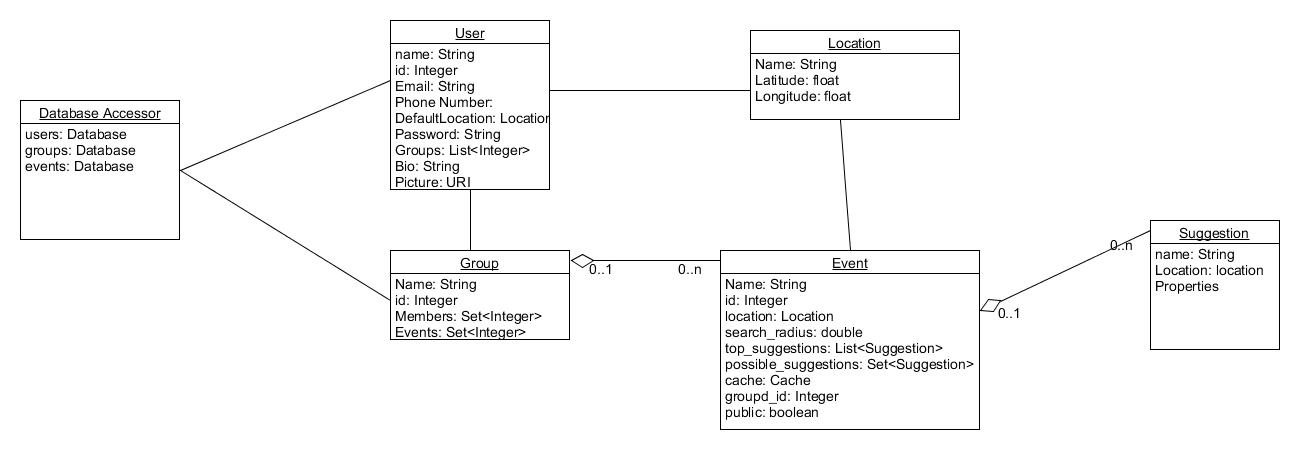 User
name: String
id: Integer
Email: String
Phone Number:
DefaultLocation: Location
Password: String
Groups: List<Integer>
Bio: String
Picture: URI
Location
Name: String
Latitude: float
Longitude: float
Database Accessor
users: Database
groups: Database
events: Database
Group
Name: String
id: Integer
Members: Set<Integer>
Events: Set<Integer>
0..1
0..n
Event
Name: String
id: Integer
location: Location
search_radius: double
top_suggestions: List<Suggestion>
possible_suggestions: Set<Suggestion>
cache: Cache
groupd_id: Integer
public: boolean
0..1
0..n
Suggestion
name: String
Location: location
Properties